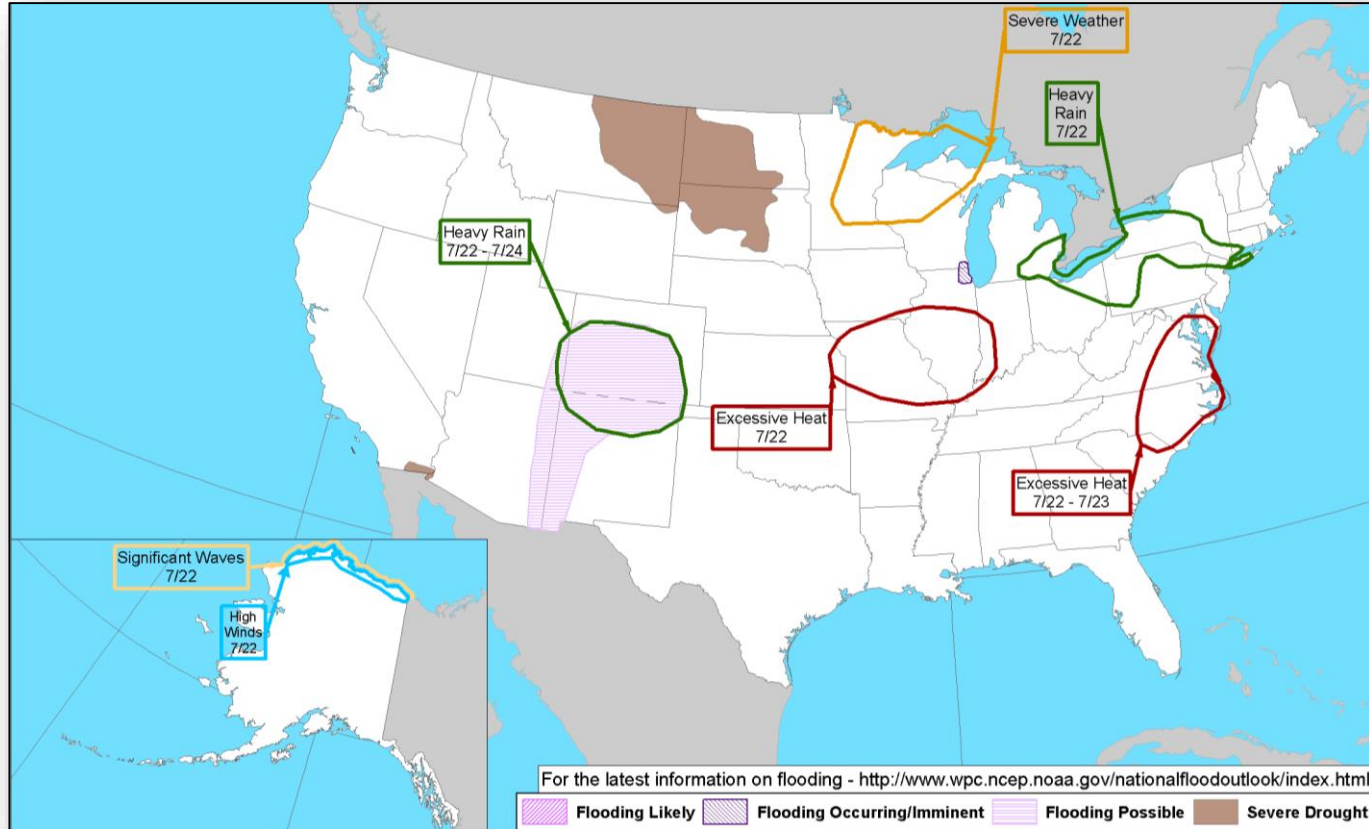 Severe Weather
7/22
Heavy
Rain
7/22
Heavy Rain
7/22 - 7/24
Excessive Heat
7/22
Excessive Heat
7/22 - 7/23
Significant Waves
7/22
High
Winds
7/22
For the latest information on flooding - http://www.wpc.ncep.noaa.gov/nationalfloodoutlook/index.html
Flooding Likely Flooding Occurring/Imminent Flooding Possible Severe Drought